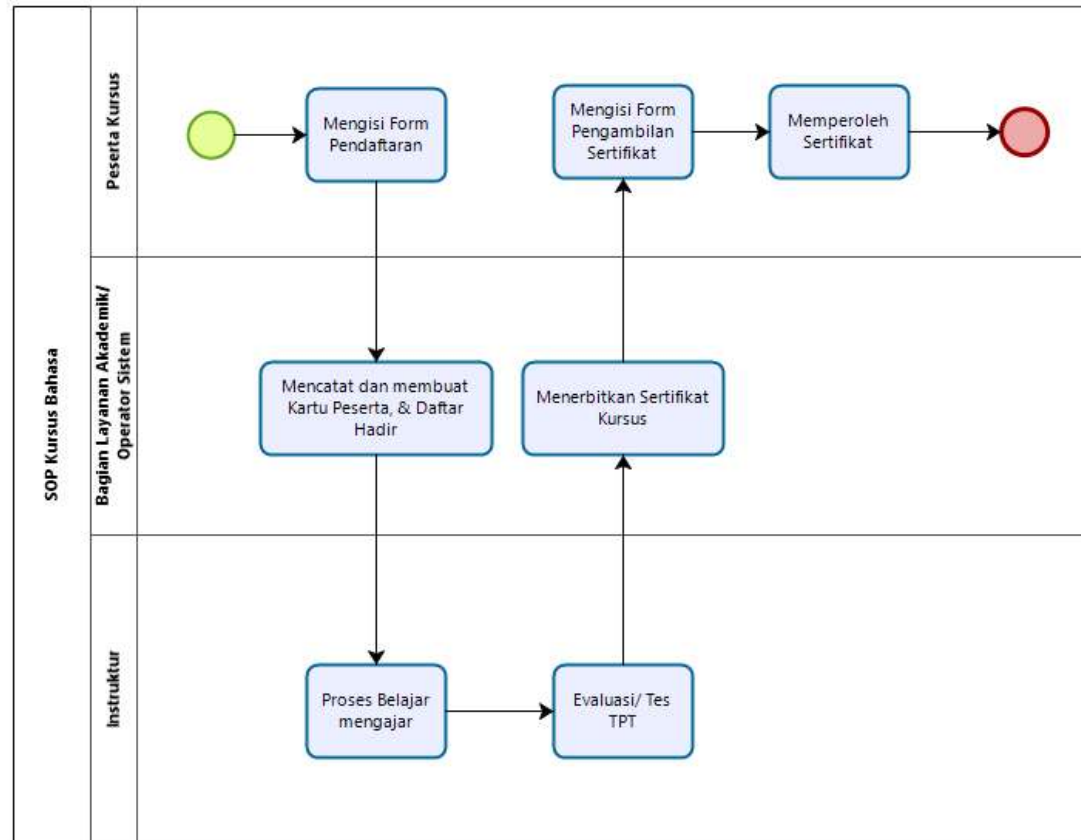 SOP Kursus Bahasa
Peserta Kursus
Mengisi Form
Pendaftaran
Mengisi Form
Pengambilan
Sertifikat
Memperoleh
Sertifikat
Bagian Layanan Akademik/
Operator Sistem
Mencatat dan membuat
Kartu Peserta, & Daftar
Hadir
Menerbitkan Sertifikat
Kursus
Instruktur
Proses Belajar
mengajar
Evaluasi/ Tes
TPT